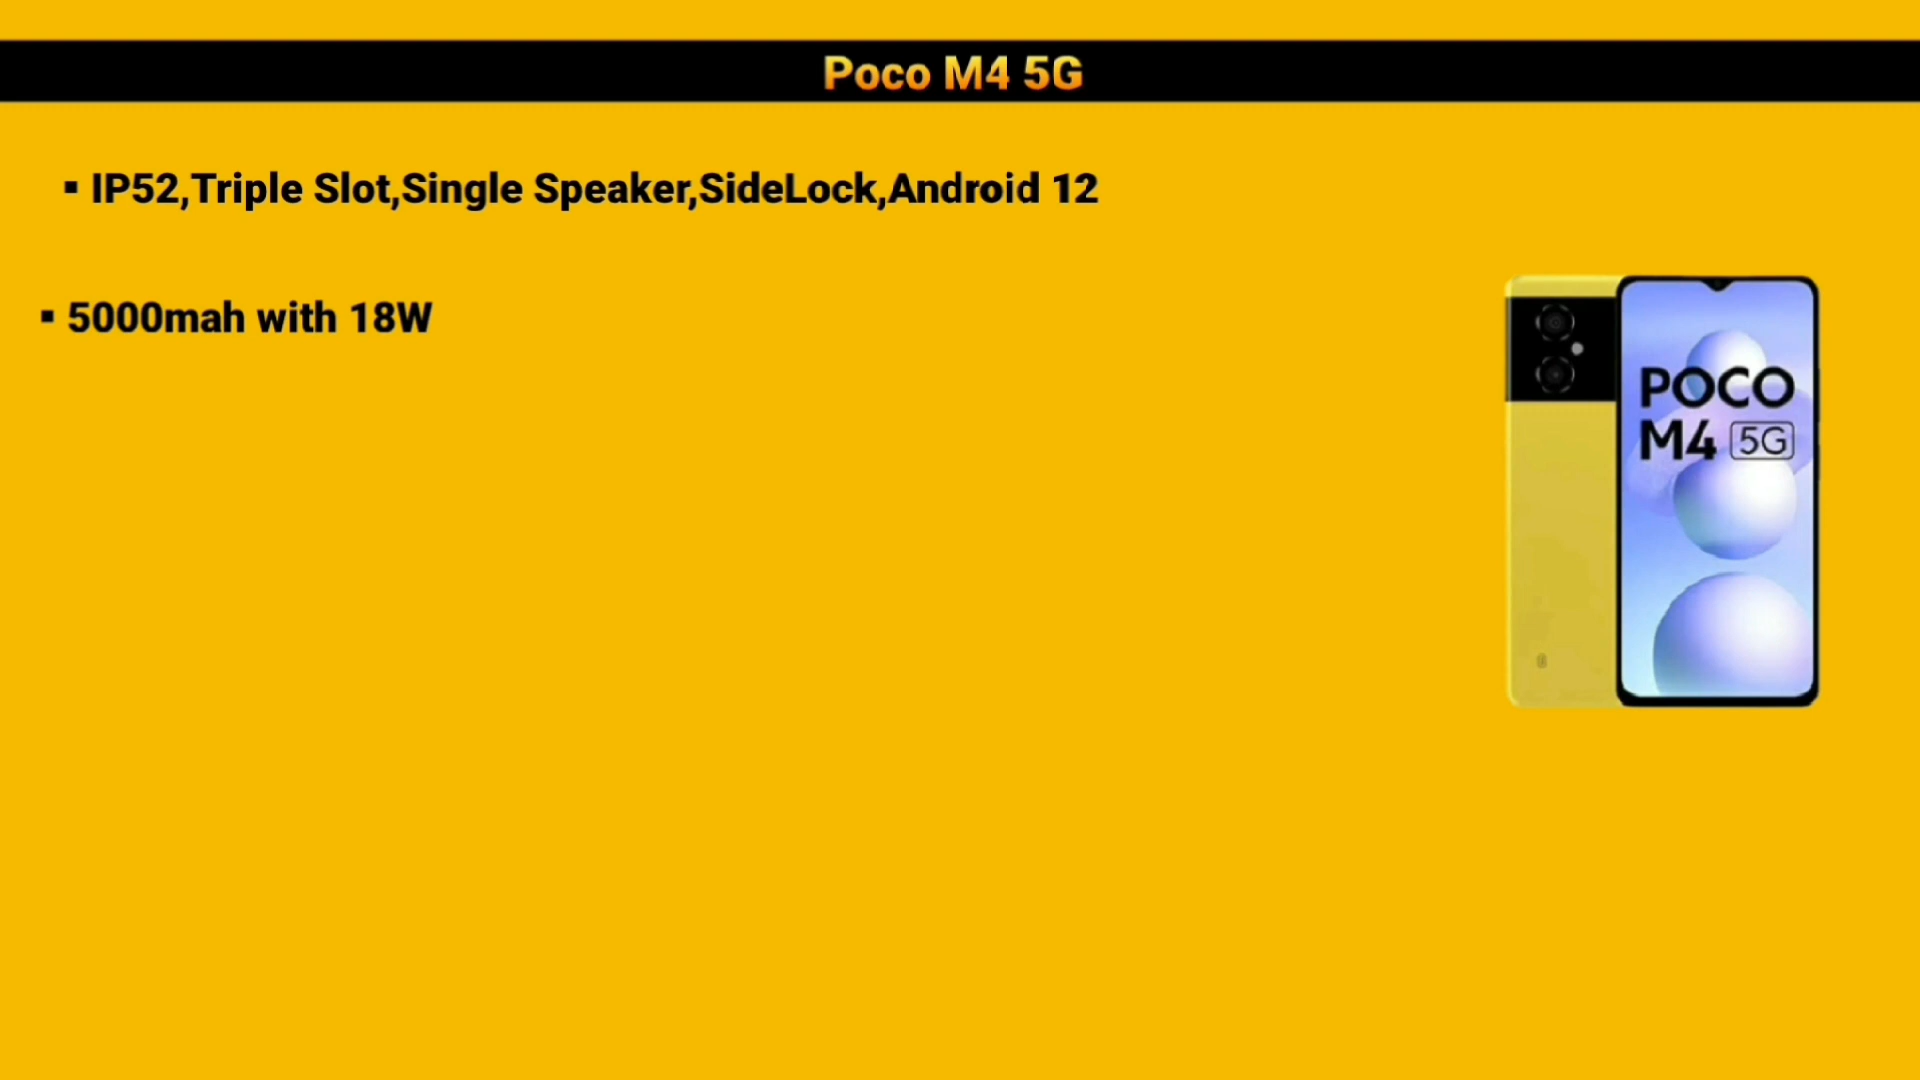 Poco M4 5G
▪ IP52,Triple Slot,Single Speaker,SideLock,Android 12
▪ 5000mah with 18W
POCO
M4 5G